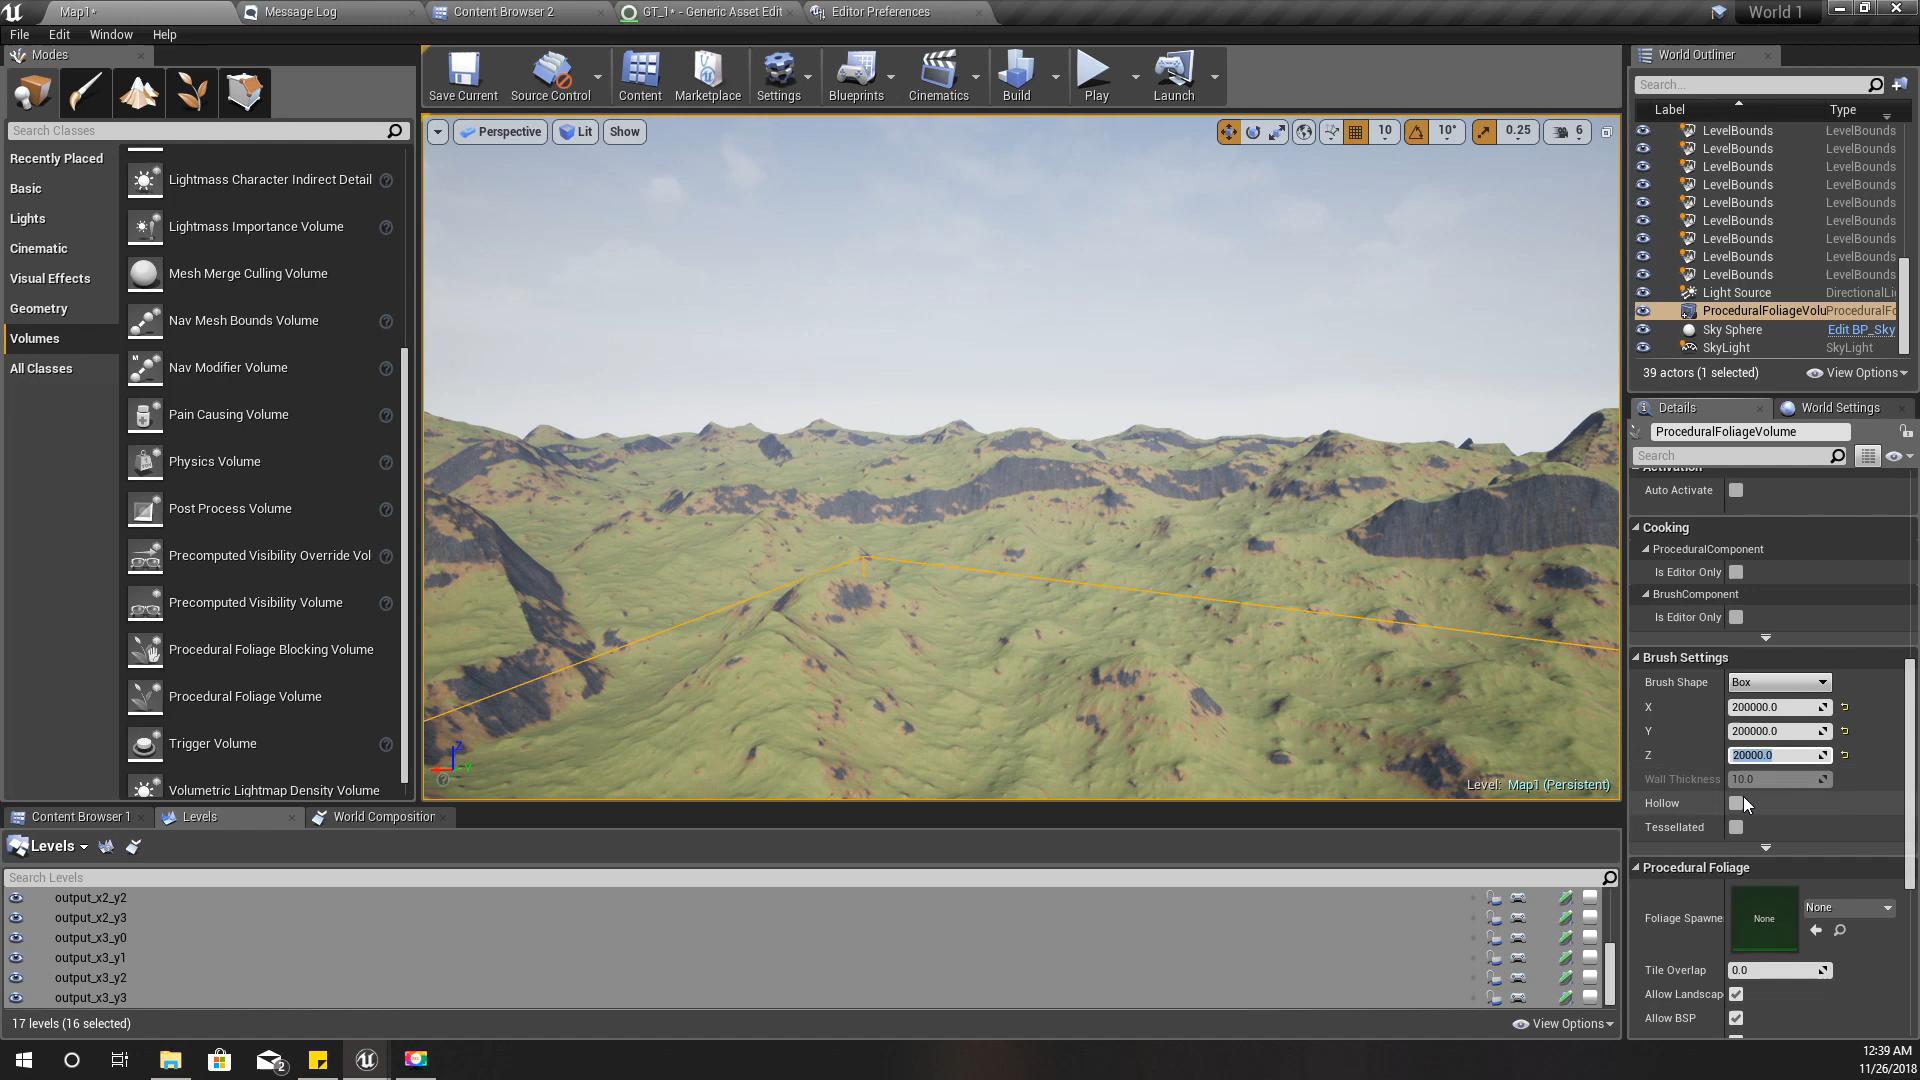 Map1*
Message Log
Content Browser 2
GT_1* - Generic Asset Edit
Editor Preferences
World 1
File Edit Window Help
Modes
Search Classes
Recently Placed
Basic
Lights
Cinematic
Visual Effects
Geometry
Volumes
All Classes
Lightmass Character Indirect Detail
Lightmass Importance Volume
Mesh Merge Culling Volume
Nav Mesh Bounds Volume
Nav Modifier Volume
Pain Causing Volume
Physics Volume
Post Process Volume
Precomputed Visibility Override Vol
Precomputed Visibility Volume
Procedural Foliage Blocking Volume
Procedural Foliage Volume
Trigger Volume
Volumetric Lightmap Density Volume
Save Current
Source Control
Content
Marketplace
Settings
Blueprints
Cinematics
Build
Play
Launch
Perspective
Lit
Show
10
10°
0.25
6
Level: Map1 (Persistent)
World Outliner
Search...
Label Type
LevelBounds LevelBounds
LevelBounds LevelBounds
LevelBounds LevelBounds
LevelBounds LevelBounds
LevelBounds LevelBounds
LevelBounds LevelBounds
LevelBounds LevelBounds
LevelBounds LevelBounds
LevelBounds LevelBounds
Light Source DirectionalLi
ProceduralFoliageVolu ProceduralFo
Sky Sphere Edit BP_Sky
SkyLight SkyLight
39 actors (1 selected)
View Options
Details
World Settings
ProceduralFoliageVolume
Search
Activation
Auto Activate
Cooking
ProceduralComponent
Is Editor Only
BrushComponent
Is Editor Only
Brush Settings
Brush Shape Box
X 200000.0
Y 200000.0
Z 20000.0
Wall Thickness 10.0
Hollow
Tessellated
Procedural Foliage
Foliage Spawne None None
Tile Overlap 0.0
Allow Landscap
Allow BSP
Content Browser 1
Levels
World Composition
Levels
Search Levels
output_x2_y2
output_x2_y3
output_x3_y0
output_x3_y1
output_x3_y2
output_x3_y3
17 levels (16 selected)
View Options
2
12:39 AM
11/26/2018